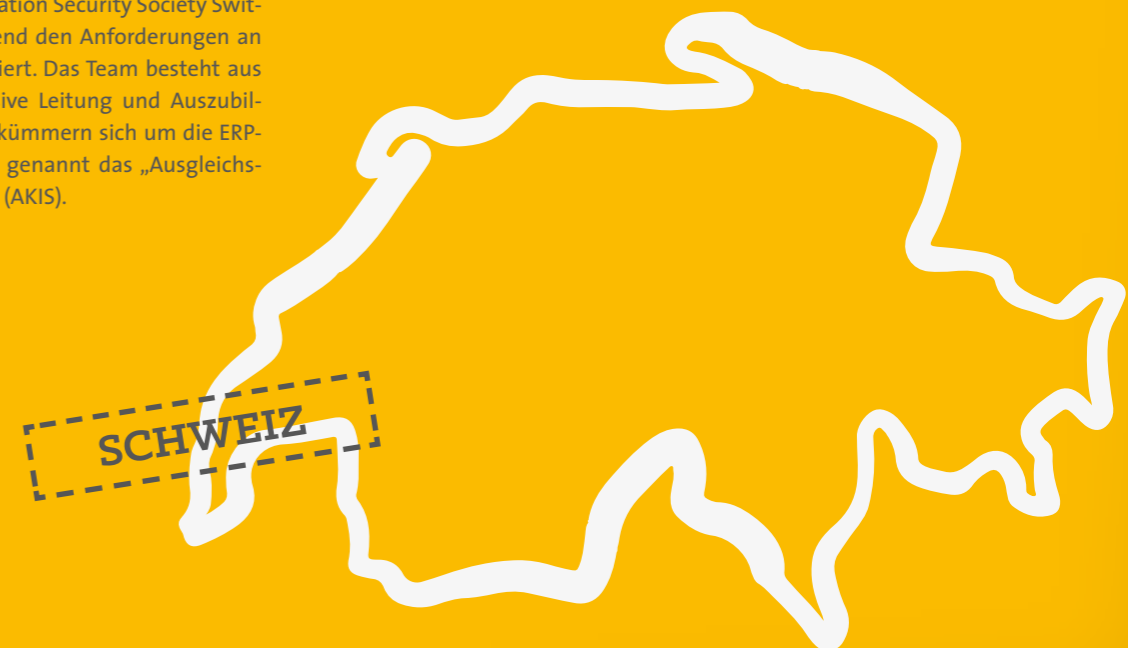 ation Security Society Swit-
end den Anforderungen an
iert. Das Team besteht aus
ive Leitung und Auszubil-
kümmern sich um die ERP-
genannt das „Ausgleichs-
(AKIS).
SCHWEIZ